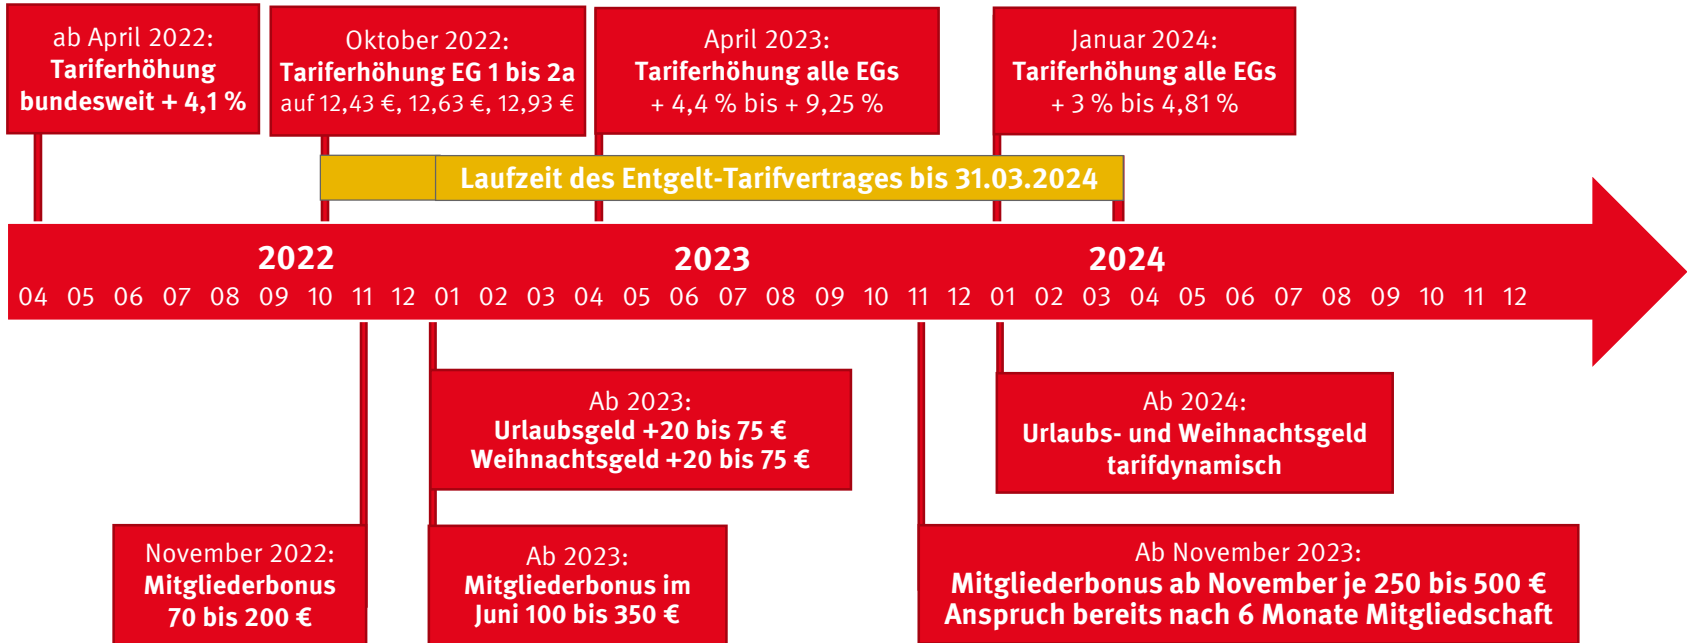 ab April 2022:
Tariferhöhung
bundesweit + 4,1 %
Oktober 2022:
Tariferhöhung EG 1 bis 2a
auf 12,43 €, 12,63 €, 12,93 €
April 2023:
Tariferhöhung alle EGs
+ 4,4 % bis + 9,25 %
Januar 2024:
Tariferhöhung alle EGs
+ 3 % bis 4,81 %
Laufzeit des Entgelt-Tarifvertrages bis 31.03.2024
2022 2023 2024
04 05 06 07 08 09 10 11 12 01 02 03 04 05 06 07 08 09 10 11 12 01 02 03 04 05 06 07 08 09 10 11 12
Ab 2023:
Urlaubsgeld +20 bis 75 €
Weihnachtsgeld +20 bis 75 €
Ab 2024:
Urlaubs- und Weihnachtsgeld
tarifdynamisch
November 2022:
Mitgliederbonus
70 bis 200 €
Ab 2023:
Mitgliederbonus im
Juni 100 bis 350 €
Ab November 2023:
Mitgliederbonus ab November je 250 bis 500 €
Anspruch bereits nach 6 Monate Mitgliedschaft